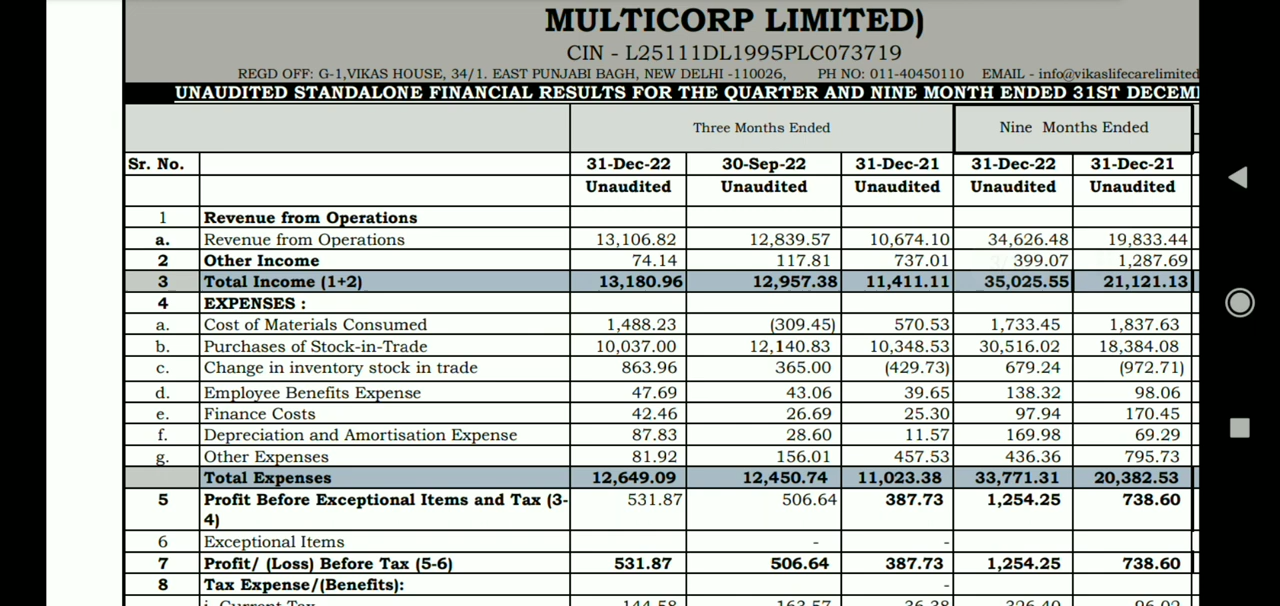 MULTICORP LIMITED)
CIN - L25111DL1995PLC073719
REGD OFF: G-1,VIKAS HOUSE, 34/1. EAST PUNJABI BAGH, NEW DELHI -110026, PH NO: 011-40450110 EMAIL - info@vikaslifecarelimited
UNAUDITED STANDALONE FINANCIAL RESULTS FOR THE QUARTER AND NINE MONTH ENDED 31ST DECEM
Three Months Ended Nine Months Ended
Sr. No. 31-Dec-22 30-Sep-22 31-Dec-21 31-Dec-22 31-Dec-21
Unaudited Unaudited Unaudited Unaudited Unaudited
1 Revenue from Operations
a. Revenue from Operations 13,106.82 12,839.57 10,674.10 34,626.48 19,833.44
2 Other Income 74.14 117.81 737.01 399.07 1,287.69
3 Total Income (1+2) 13,180.96 12,957.38 11,411.11 35,025.55 21,121.13
4 EXPENSES :
a. Cost of Materials Consumed 1,488.23 (309.45) 570.53 1,733.45 1,837.63
b. Purchases of Stock-in-Trade 10,037.00 12,140.83 10,348.53 30,516.02 18,384.08
c. Change in inventory stock in trade 863.96 365.00 (429.73) 679.24 (972.71)
d. Employee Benefits Expense 47.69 43.06 39.65 138.32 98.06
e. Finance Costs 42.46 26.69 25.30 97.94 170.45
f. Depreciation and Amortisation Expense 87.83 28.60 11.57 169.98 69.29
g. Other Expenses 81.92 156.01 457.53 436.36 795.73
Total Expenses 12,649.09 12,450.74 11,023.38 33,771.31 20,382.53
5 Profit Before Exceptional Items and Tax (3- 531.87 506.64 387.73 1,254.25 738.60
4)
6 Exceptional Items - -
7 Profit/ (Loss) Before Tax (5-6) 531.87 506.64 387.73 1,254.25 738.60
8 Tax Expense/(Benefits): -